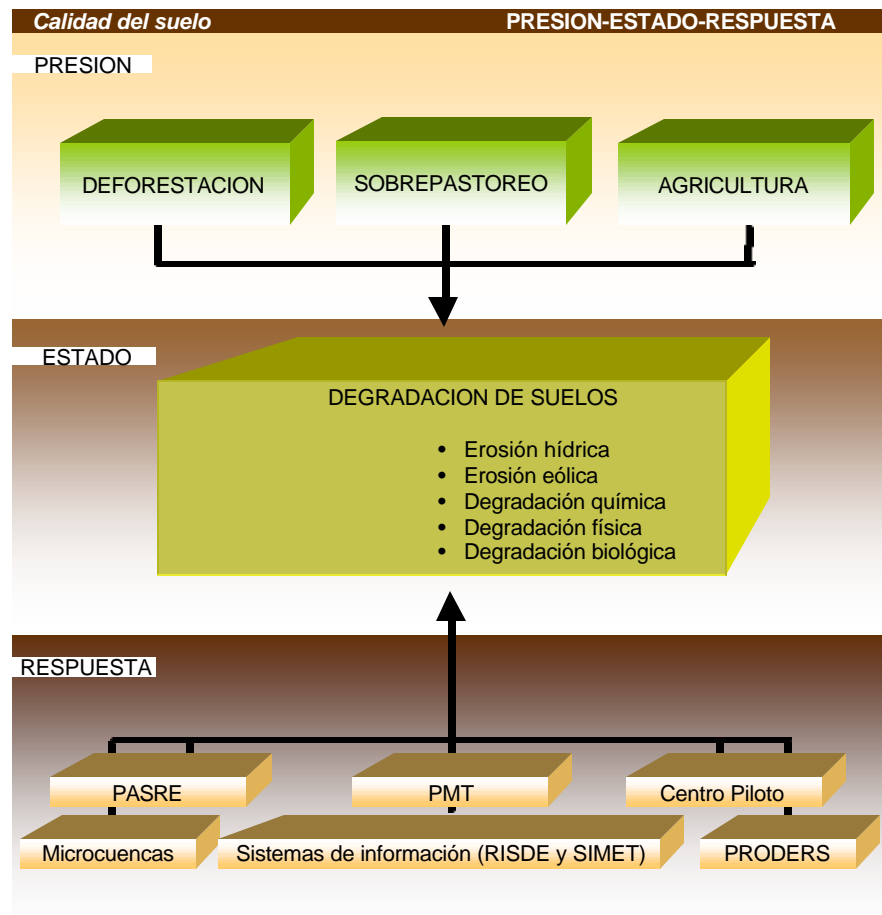 Calidad del suelo PRESION-ESTADO-RESPUESTA
PRESION
DEFORESTACION SOBREPASTOREO AGRICULTURA
ESTADO
DEGRADACION DE SUELOS
• Erosión hídrica
• Erosión eólica
• Degradación química
• Degradación física
• Degradación biológica
RESPUESTA
PASRE PMT Centro Piloto
Microcuencas Sistemas de información (RISDE y SIMET) PRODERS